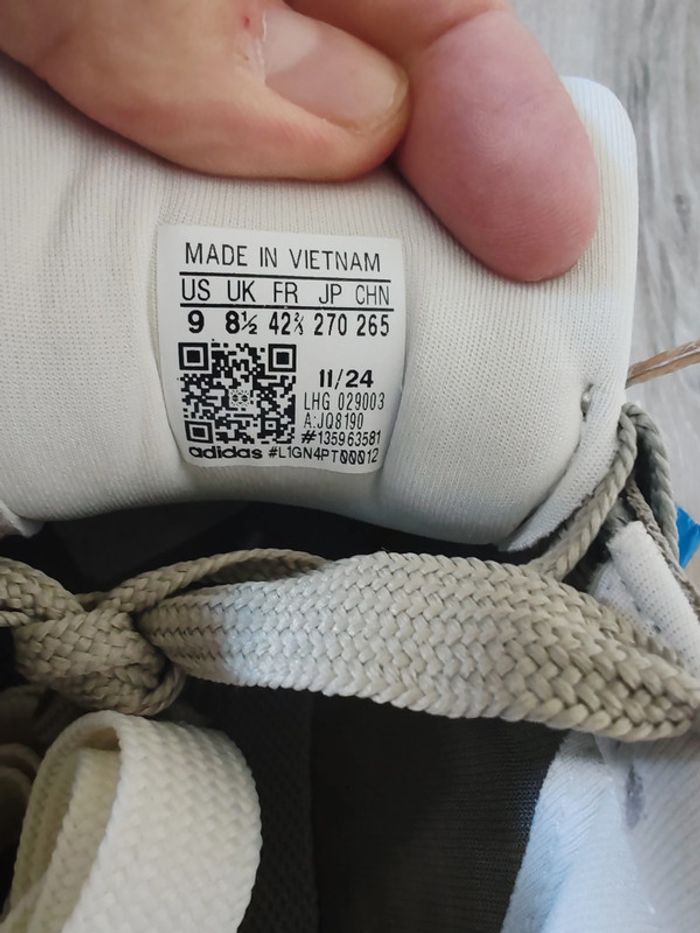 MADE IN VIETNAM
US UK FR JP CHN
9 8½ 42⅔ 270 265
11/24
LHG 029003
A:JQ8190
#135963581
adidas #L1GN4PT00012